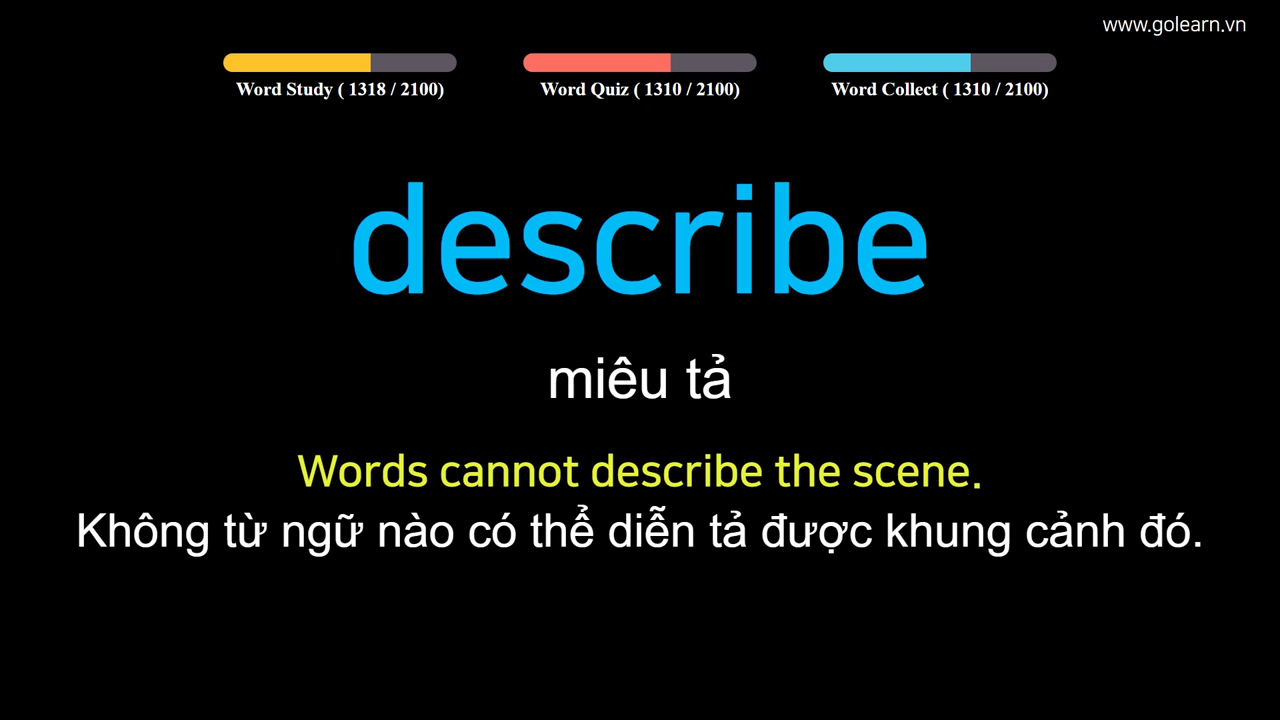 www.golearn.vn
Word Study ( 1318 / 2100) Word Quiz ( 1310 / 2100) Word Collect ( 1310 / 2100)
describe
miêu tả
Words cannot describe the scene.
Không từ ngữ nào có thể diễn tả được khung cảnh đó.